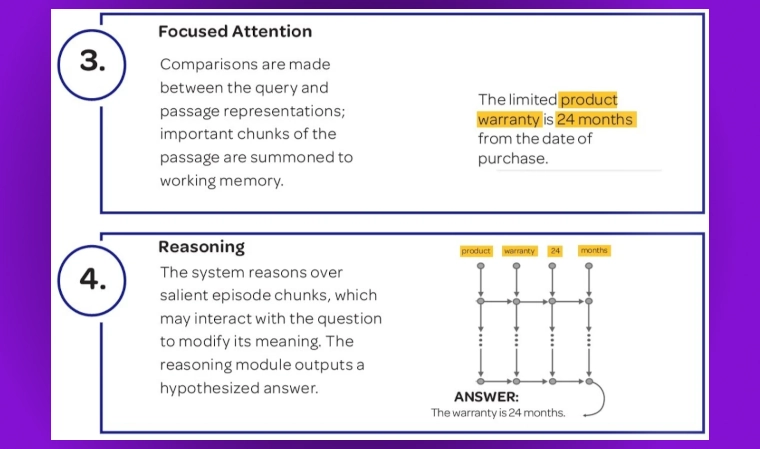 3.
Focused Attention
Comparisons are made
between the query and
passage representations;
important chunks of the
passage are summoned to
working memory.
The limited product
warranty is 24 months
from the date of
purchase.
4.
Reasoning
The system reasons over
salient episode chunks, which
may interact with the question
to modify its meaning. The
reasoning module outputs a
hypothesized answer.
product warranty 24 months
ANSWER:
The warranty is 24 months.